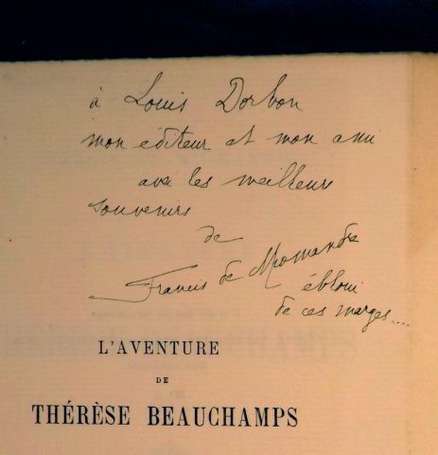 à Louis Dorbon
mon éditeur et mon ami
avec les meilleurs
souvenirs
de
Francis de Miomandre
ébloui
de ces marges....
L'AVENTURE
DE
THÉRÈSE BEAUCHAMPS